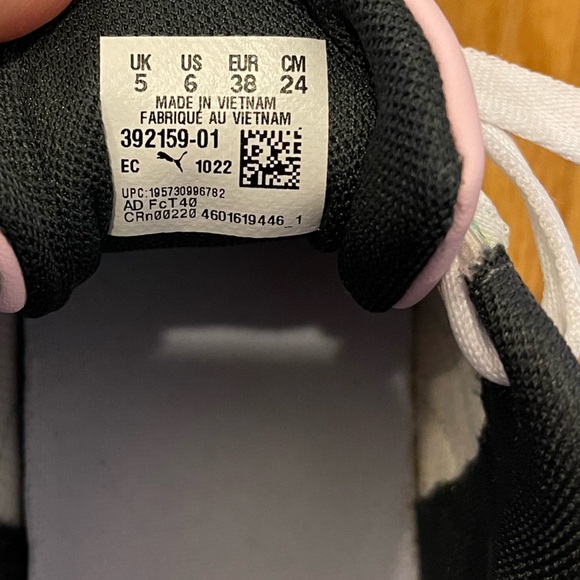 UK US EUR CM
5 6 38 24
MADE IN VIETNAM
FABRIQUÉ AU VIETNAM
392159-01
EC 1022
UPC:195730996782
AD FcT40
CRn00220 4601619446_1